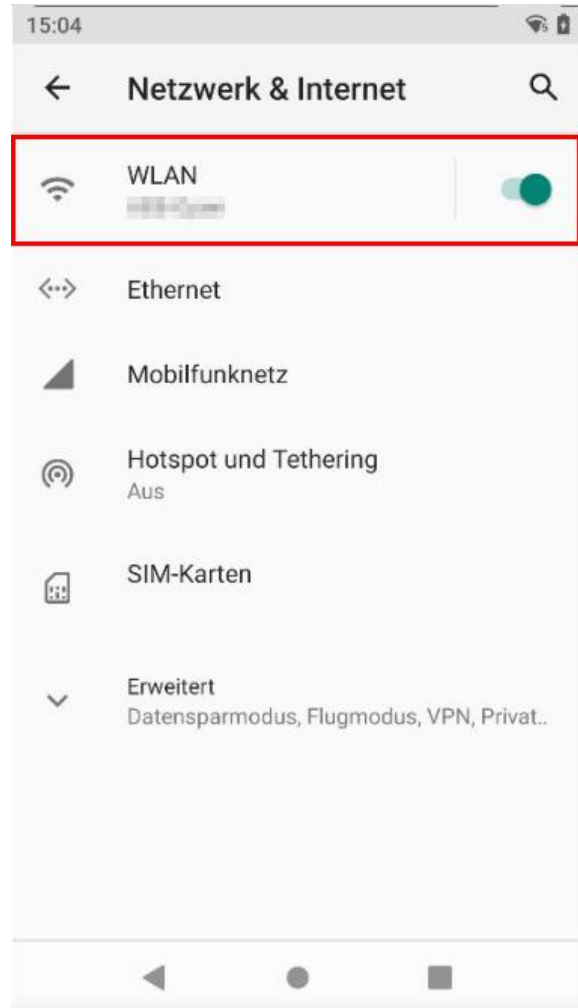 15:04
Netzwerk & Internet
WLAN
Ethernet
Mobilfunknetz
Hotspot und Tethering
Aus
SIM-Karten
Erweitert
Datensparmodus, Flugmodus, VPN, Privat..